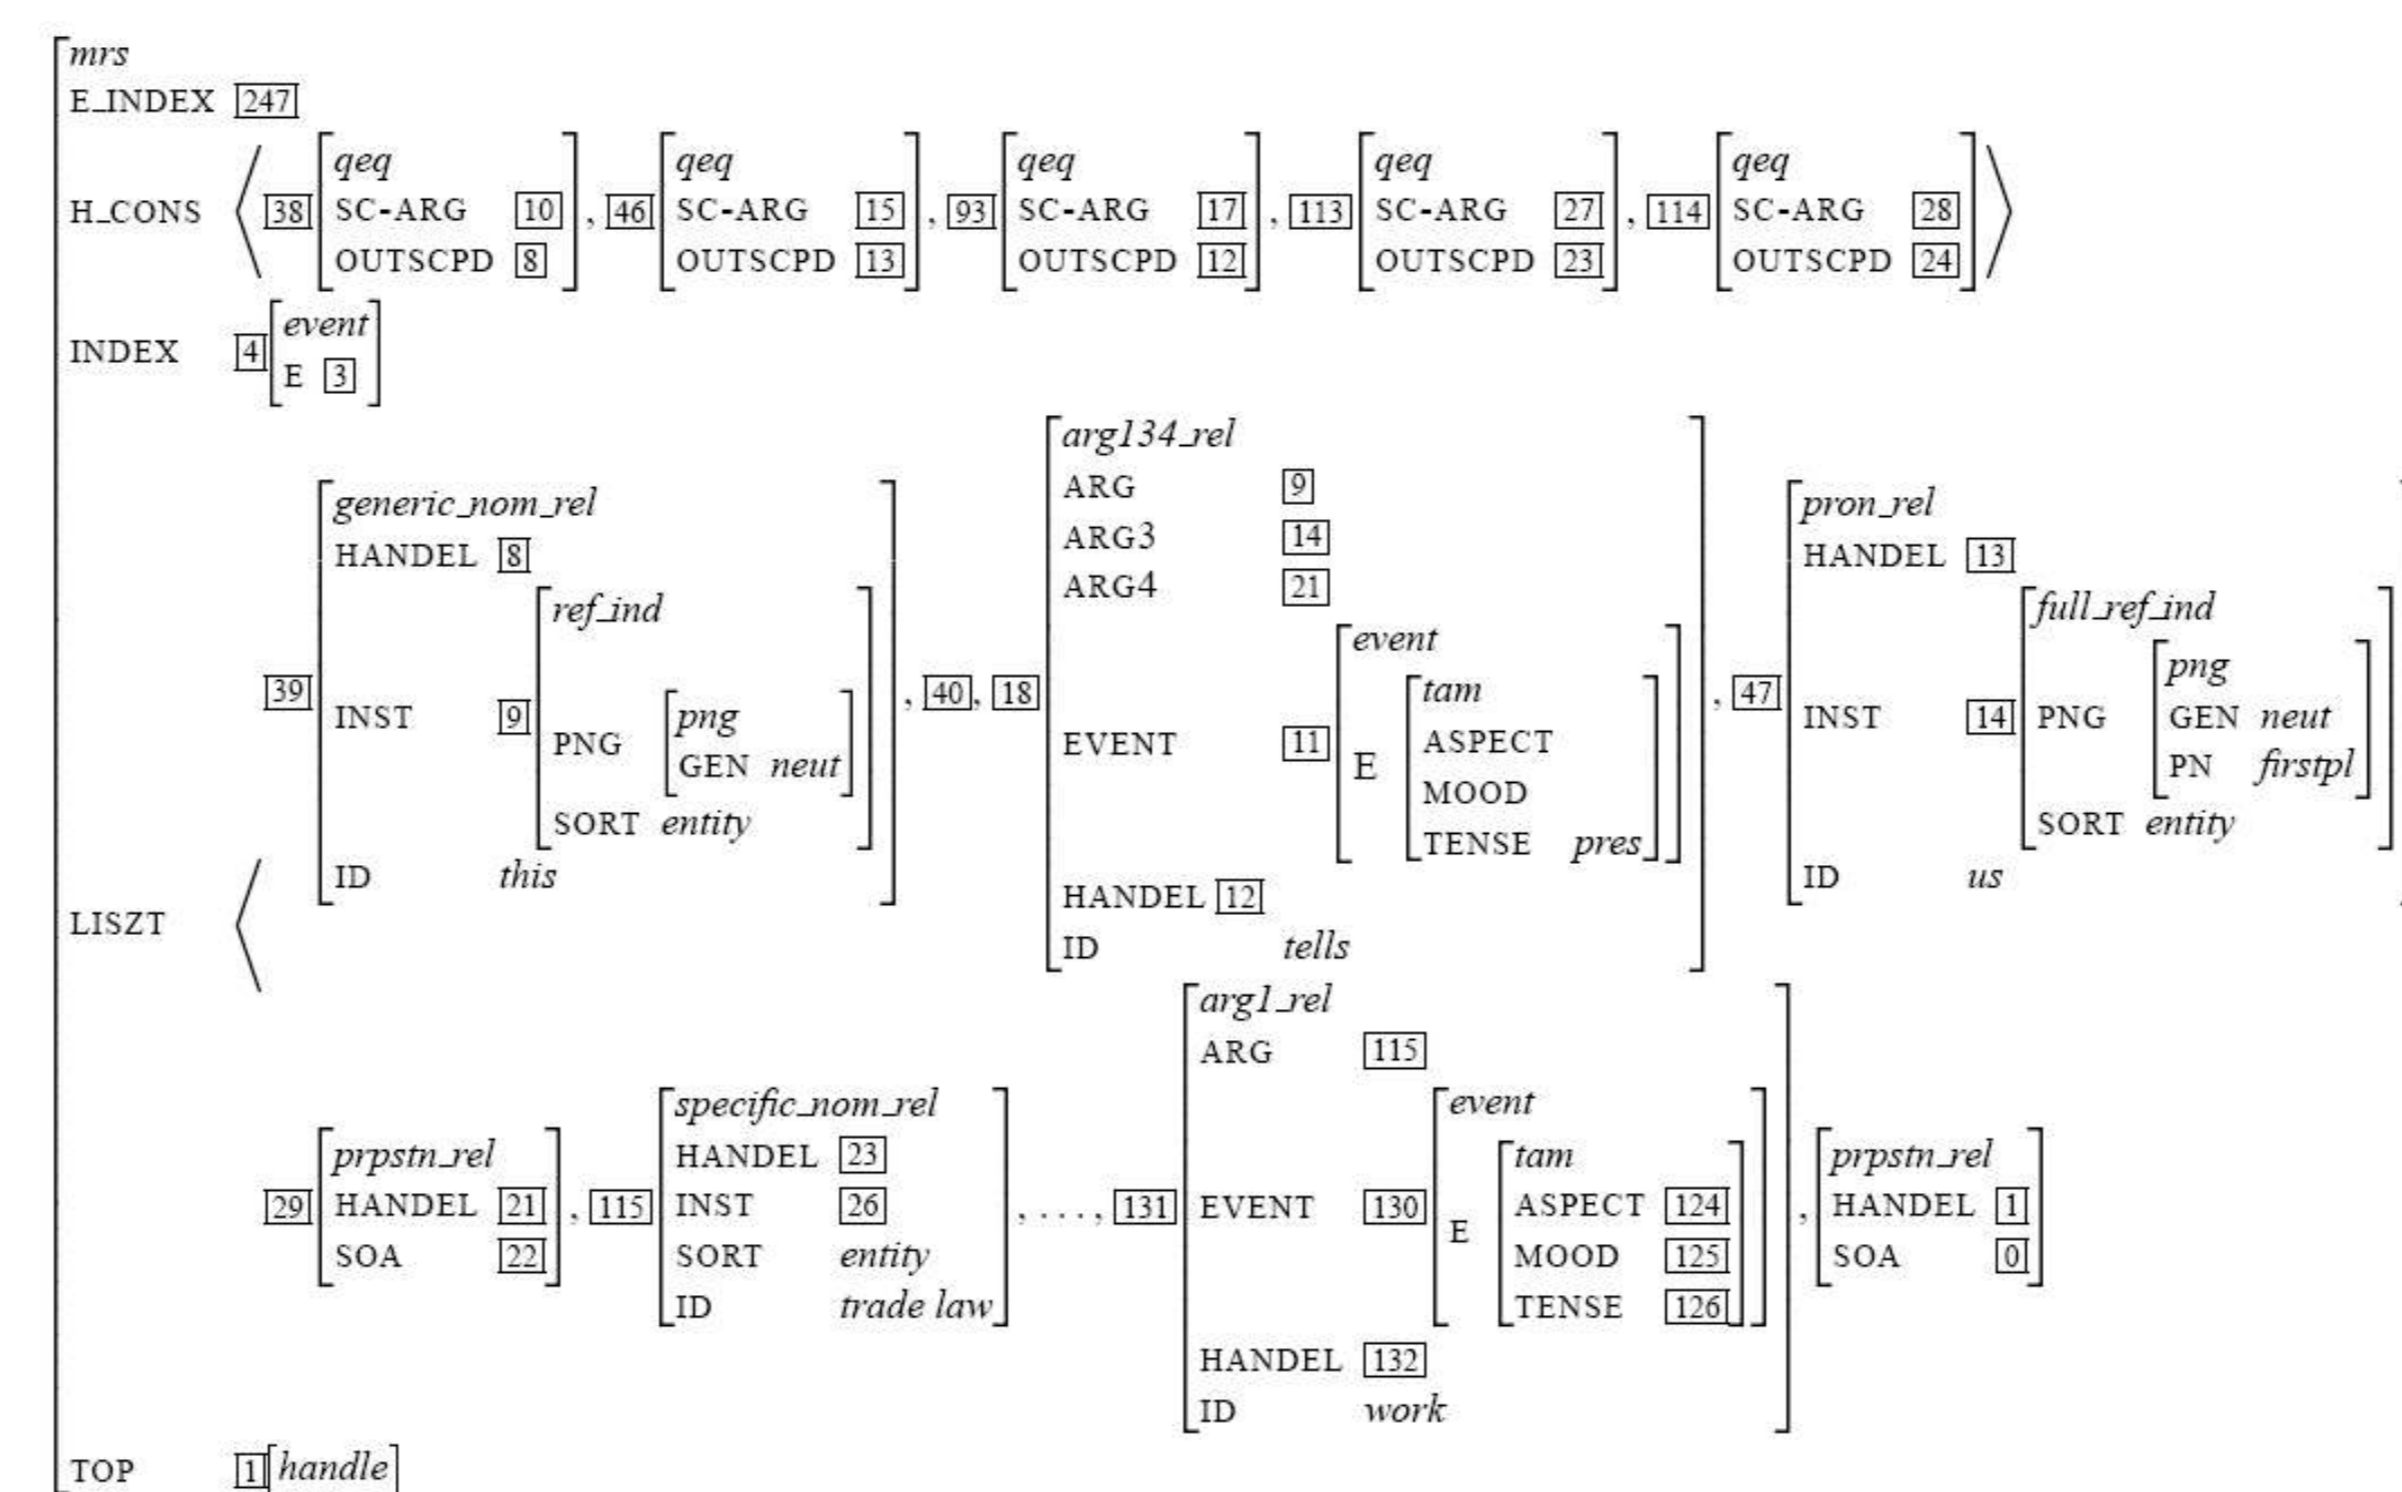 mrs
E_INDEX 247
H_CONS 38 qeq SC-ARG 10 OUTSCPD 8 , 46 qeq SC-ARG 15 OUTSCPD 13 , 93 qeq SC-ARG 17 OUTSCPD 12 , 113 qeq SC-ARG 27 OUTSCPD 23 , 114 qeq SC-ARG 28 OUTSCPD 24
INDEX 4 event E 3
LISZT
39 generic_nom_rel
HANDEL 8
INST 9 ref_ind
PNG png
GEN neut
SORT entity
ID this
, 40 , 18 arg134_rel
ARG 9
ARG3 14
ARG4 21
EVENT 11 event
E tam
ASPECT
MOOD
TENSE pres
HANDEL 12
ID tells
, 47 pron_rel
HANDEL 13
INST 14 full_ref_ind
PNG png
GEN neut
PN firstpl
SORT entity
ID us
29 prpstn_rel
HANDEL 21
SOA 22
, 115 specific_nom_rel
HANDEL 23
INST 26
SORT entity
ID trade law
, . . . , 131 arg1_rel
ARG 115
EVENT 130 event
E tam
ASPECT 124
MOOD 125
TENSE 126
HANDEL 132
ID work
, prpstn_rel
HANDEL 1
SOA 0
TOP 1 handle